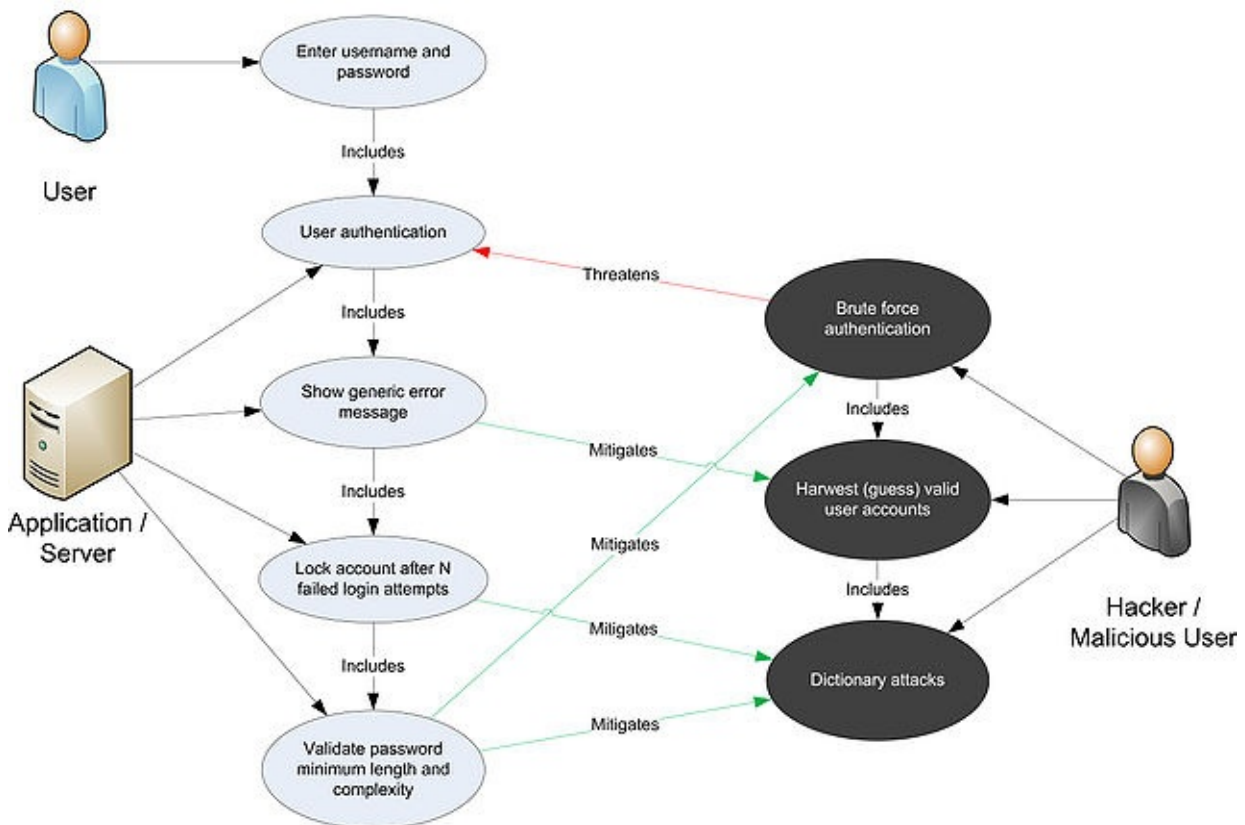 Enter username and
password
Includes
User
User authentication
Threatens
Brute force
authentication
Includes
Show generic error
message
Includes
Mitigates
Harwest (guess) valid
user accounts
Application /
Server
Includes
Mitigates
Lock account after N
failed login attempts
Includes
Mitigates
Hacker /
Malicious User
Dictionary attacks
Includes
Mitigates
Validate password
minimum length and
complexity